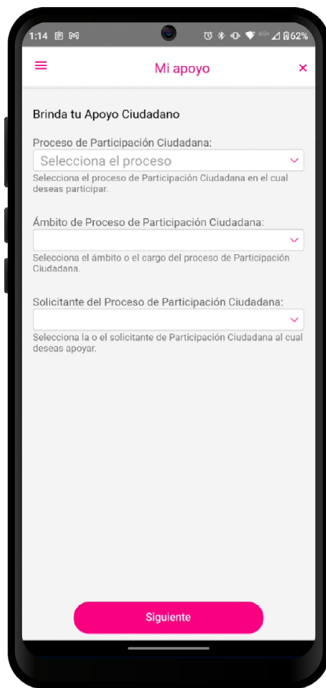 1:14 62%
Mi apoyo
Brinda tu Apoyo Ciudadano
Proceso de Participación Ciudadana:
Selecciona el proceso
Selecciona el proceso de Participación Ciudadana en el cual
deseas participar.
Ámbito de Proceso de Participación Ciudadana:
Selecciona el ámbito o el cargo del proceso de Participación
Ciudadana.
Solicitante del Proceso de Participación Ciudadana:
Selecciona la o el solicitante de Participación Ciudadana al cual
deseas apoyar.
Siguiente